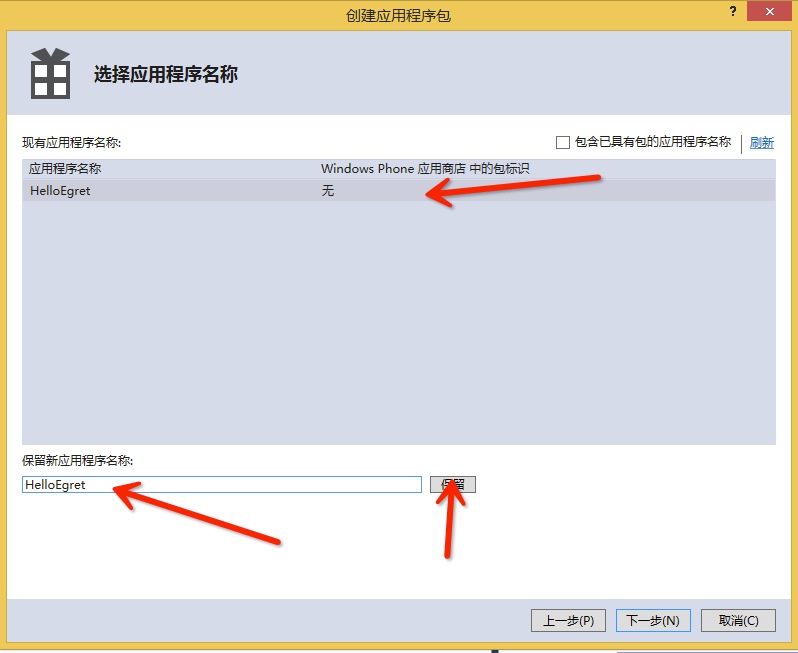 创建应用程序包
?
选择应用程序名称
现有应用程序名称:
包含已具有包的应用程序名称 刷新
应用程序名称 Windows Phone 应用商店 中的包标识
HelloEgret 无
保留新应用程序名称:
HelloEgret 保留
上一步(P) 下一步(N) 取消(C)